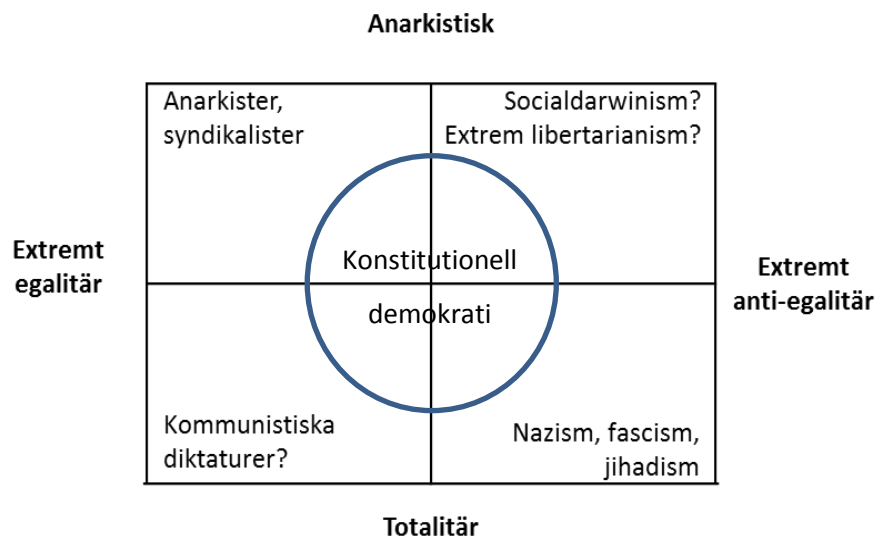 Anarkistisk
Anarkister,
syndikalister
Socialdarwinism?
Extrem libertarianism?
Extremt
egalitär
Konstitutionell
demokrati
Extremt
anti-egalitär
Kommunistiska
diktaturer?
Nazism, fascism,
jihadism
Totalitär